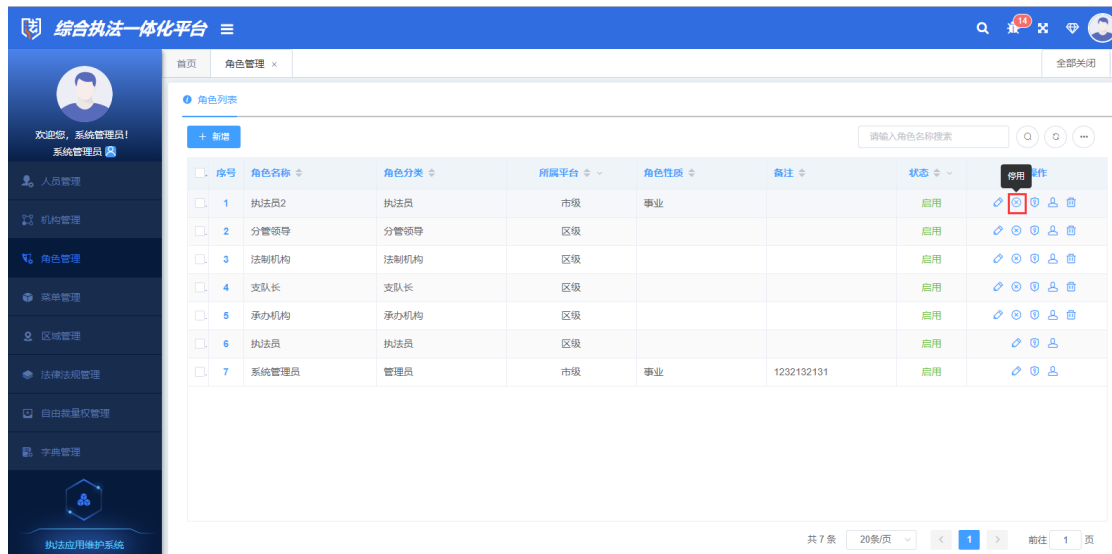 综合执法一体化平台
14
首页 角色管理 × 全部关闭
欢迎您，系统管理员！
系统管理员
人员管理
机构管理
角色管理
菜单管理
区域管理
法律法规管理
自由裁量权管理
字典管理
执法应用维护系统
角色列表
+ 新增 请输入角色名称搜索
停用
序号 角色名称 角色分类 所属平台 角色性质 备注 状态 操作
1 执法员2 执法员 市级 事业 启用
2 分管领导 分管领导 区级 启用
3 法制机构 法制机构 区级 启用
4 支队长 支队长 区级 启用
5 承办机构 承办机构 区级 启用
6 执法员 执法员 区级 启用
7 系统管理员 管理员 市级 事业 1232132131 启用
共 7 条 20条/页 < 1 > 前往 1 页